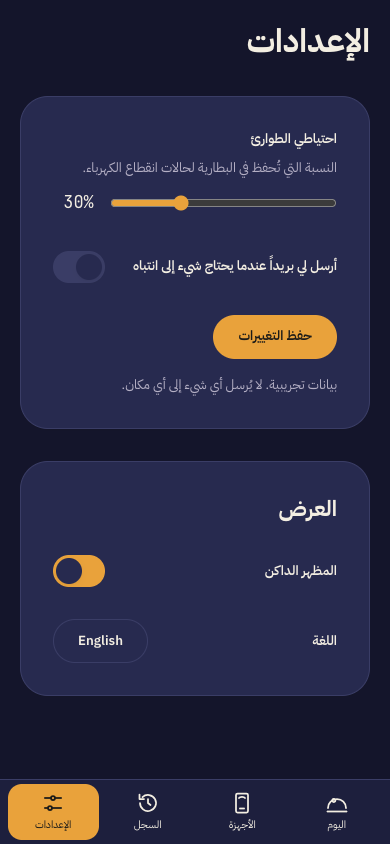 الإعدادات
احتياطي الطوارئ
النسبة التي تُحفظ في البطارية لحالات انقطاع الكهرباء.
30%
أرسل لي بريداً عندما يحتاج شيء إلى انتباه
حفظ التغييرات
بيانات تجريبية. لا يُرسل أي شيء إلى أي مكان.
العرض
المظهر الداكن
اللغة
English
اليوم
الأجهزة
السجل
الإعدادات